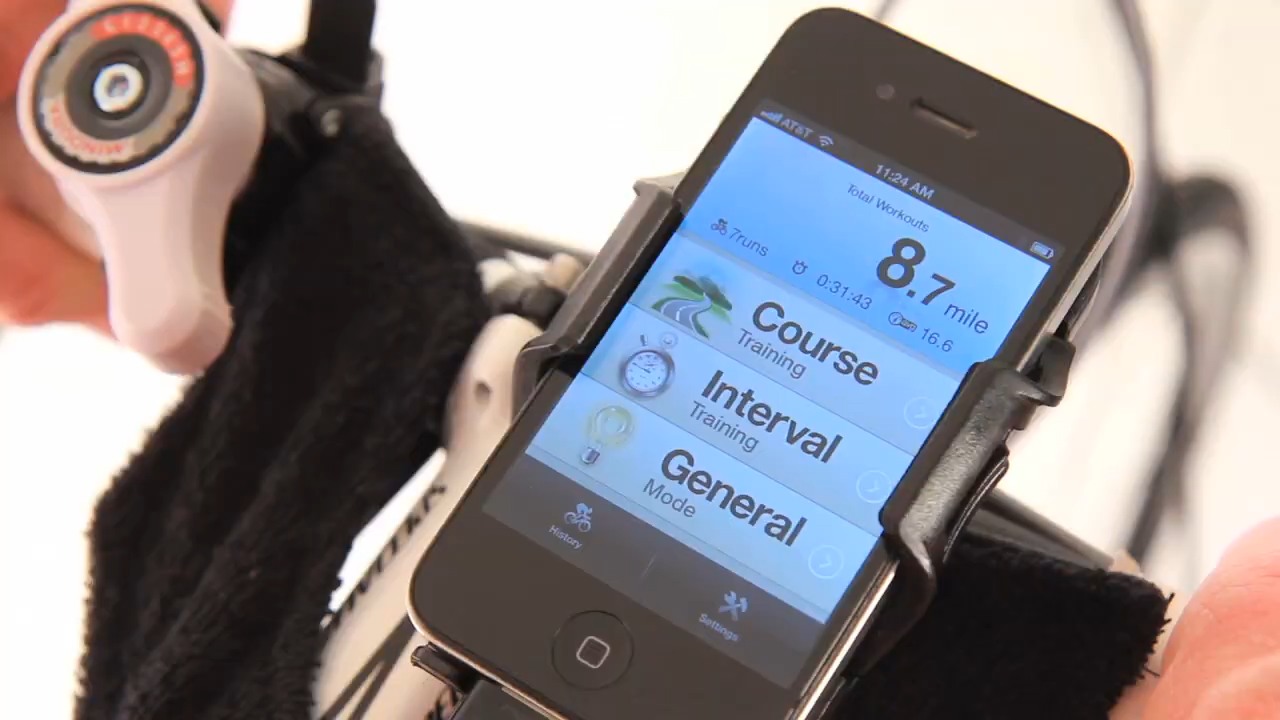 AT&T
11:24 AM
Total Workouts
8.7 mile
7runs
0:31:43
16.6
Course
Training
Interval
Training
General
Mode
History
Settings